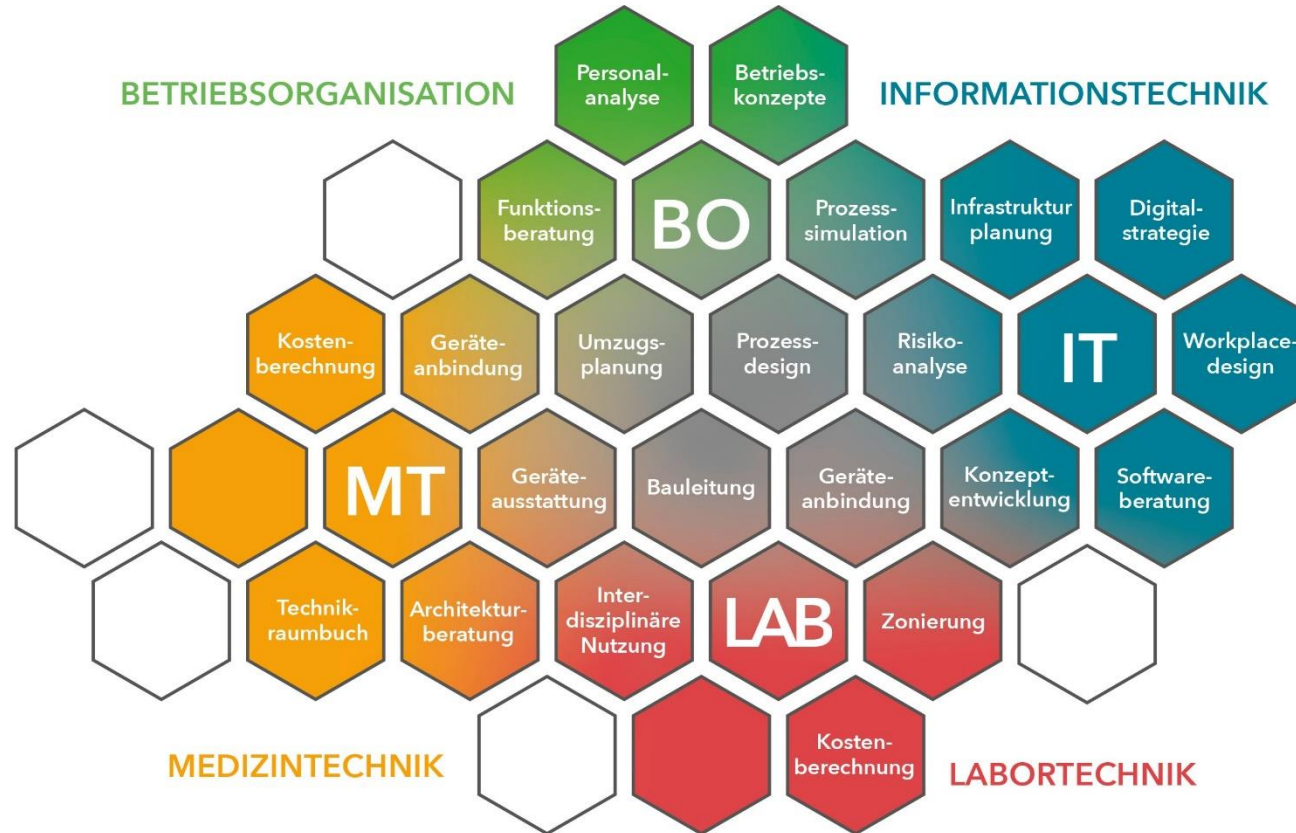 Personal-
analyse
Betriebs-
konzepte
BETRIEBSORGANISATION
INFORMATIONSTECHNIK
Funktions-
beratung
BO
Prozess-
simulation
Infrastruktur
planung
Digital-
strategie
Kosten-
berechnung
Geräte-
anbindung
Umzugs-
planung
Prozess-
design
Risiko-
analyse
IT
Workplace-
design
MT
Geräte-
ausstattung
Bauleitung
Geräte-
anbindung
Konzept-
entwicklung
Software-
beratung
Technik-
raumbuch
Architektur-
beratung
Inter-
disziplinäre
Nutzung
LAB
Zonierung
MEDIZINTECHNIK
Kosten-
berechnung
LABORTECHNIK